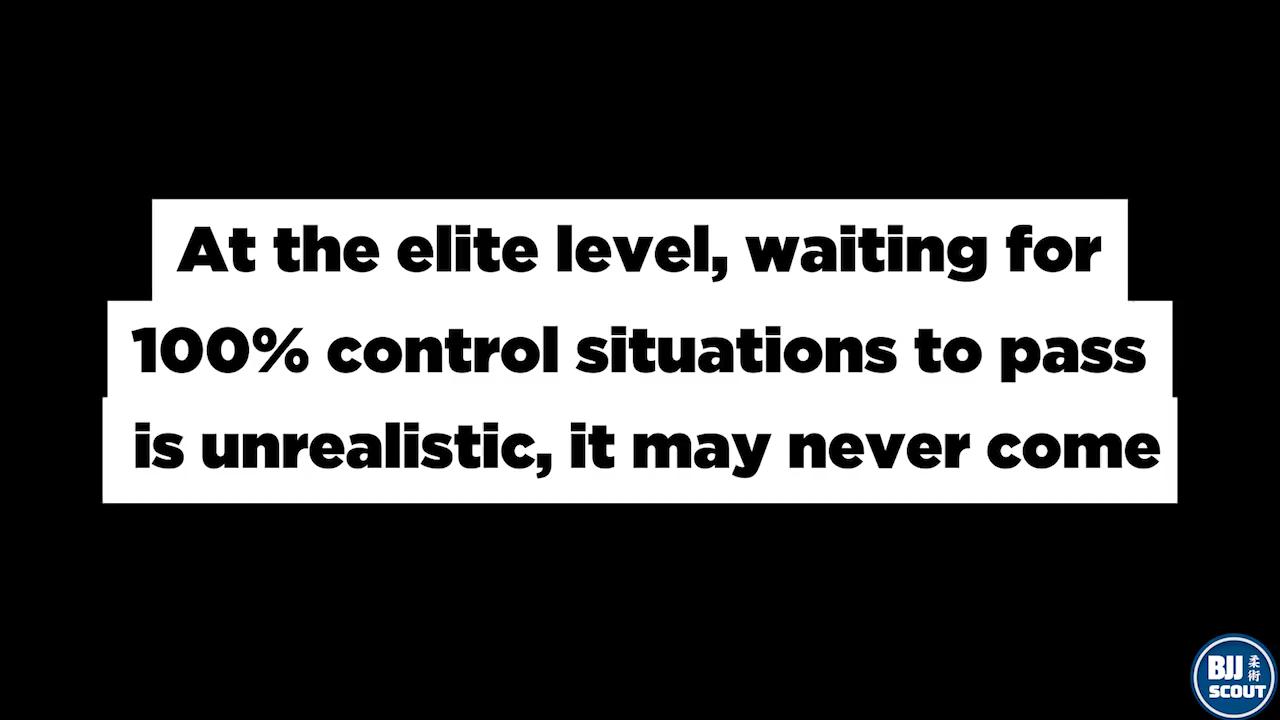 At the elite level, waiting for
100% control situations to pass
is unrealistic, it may never come
BJJ 柔術
SCOUT